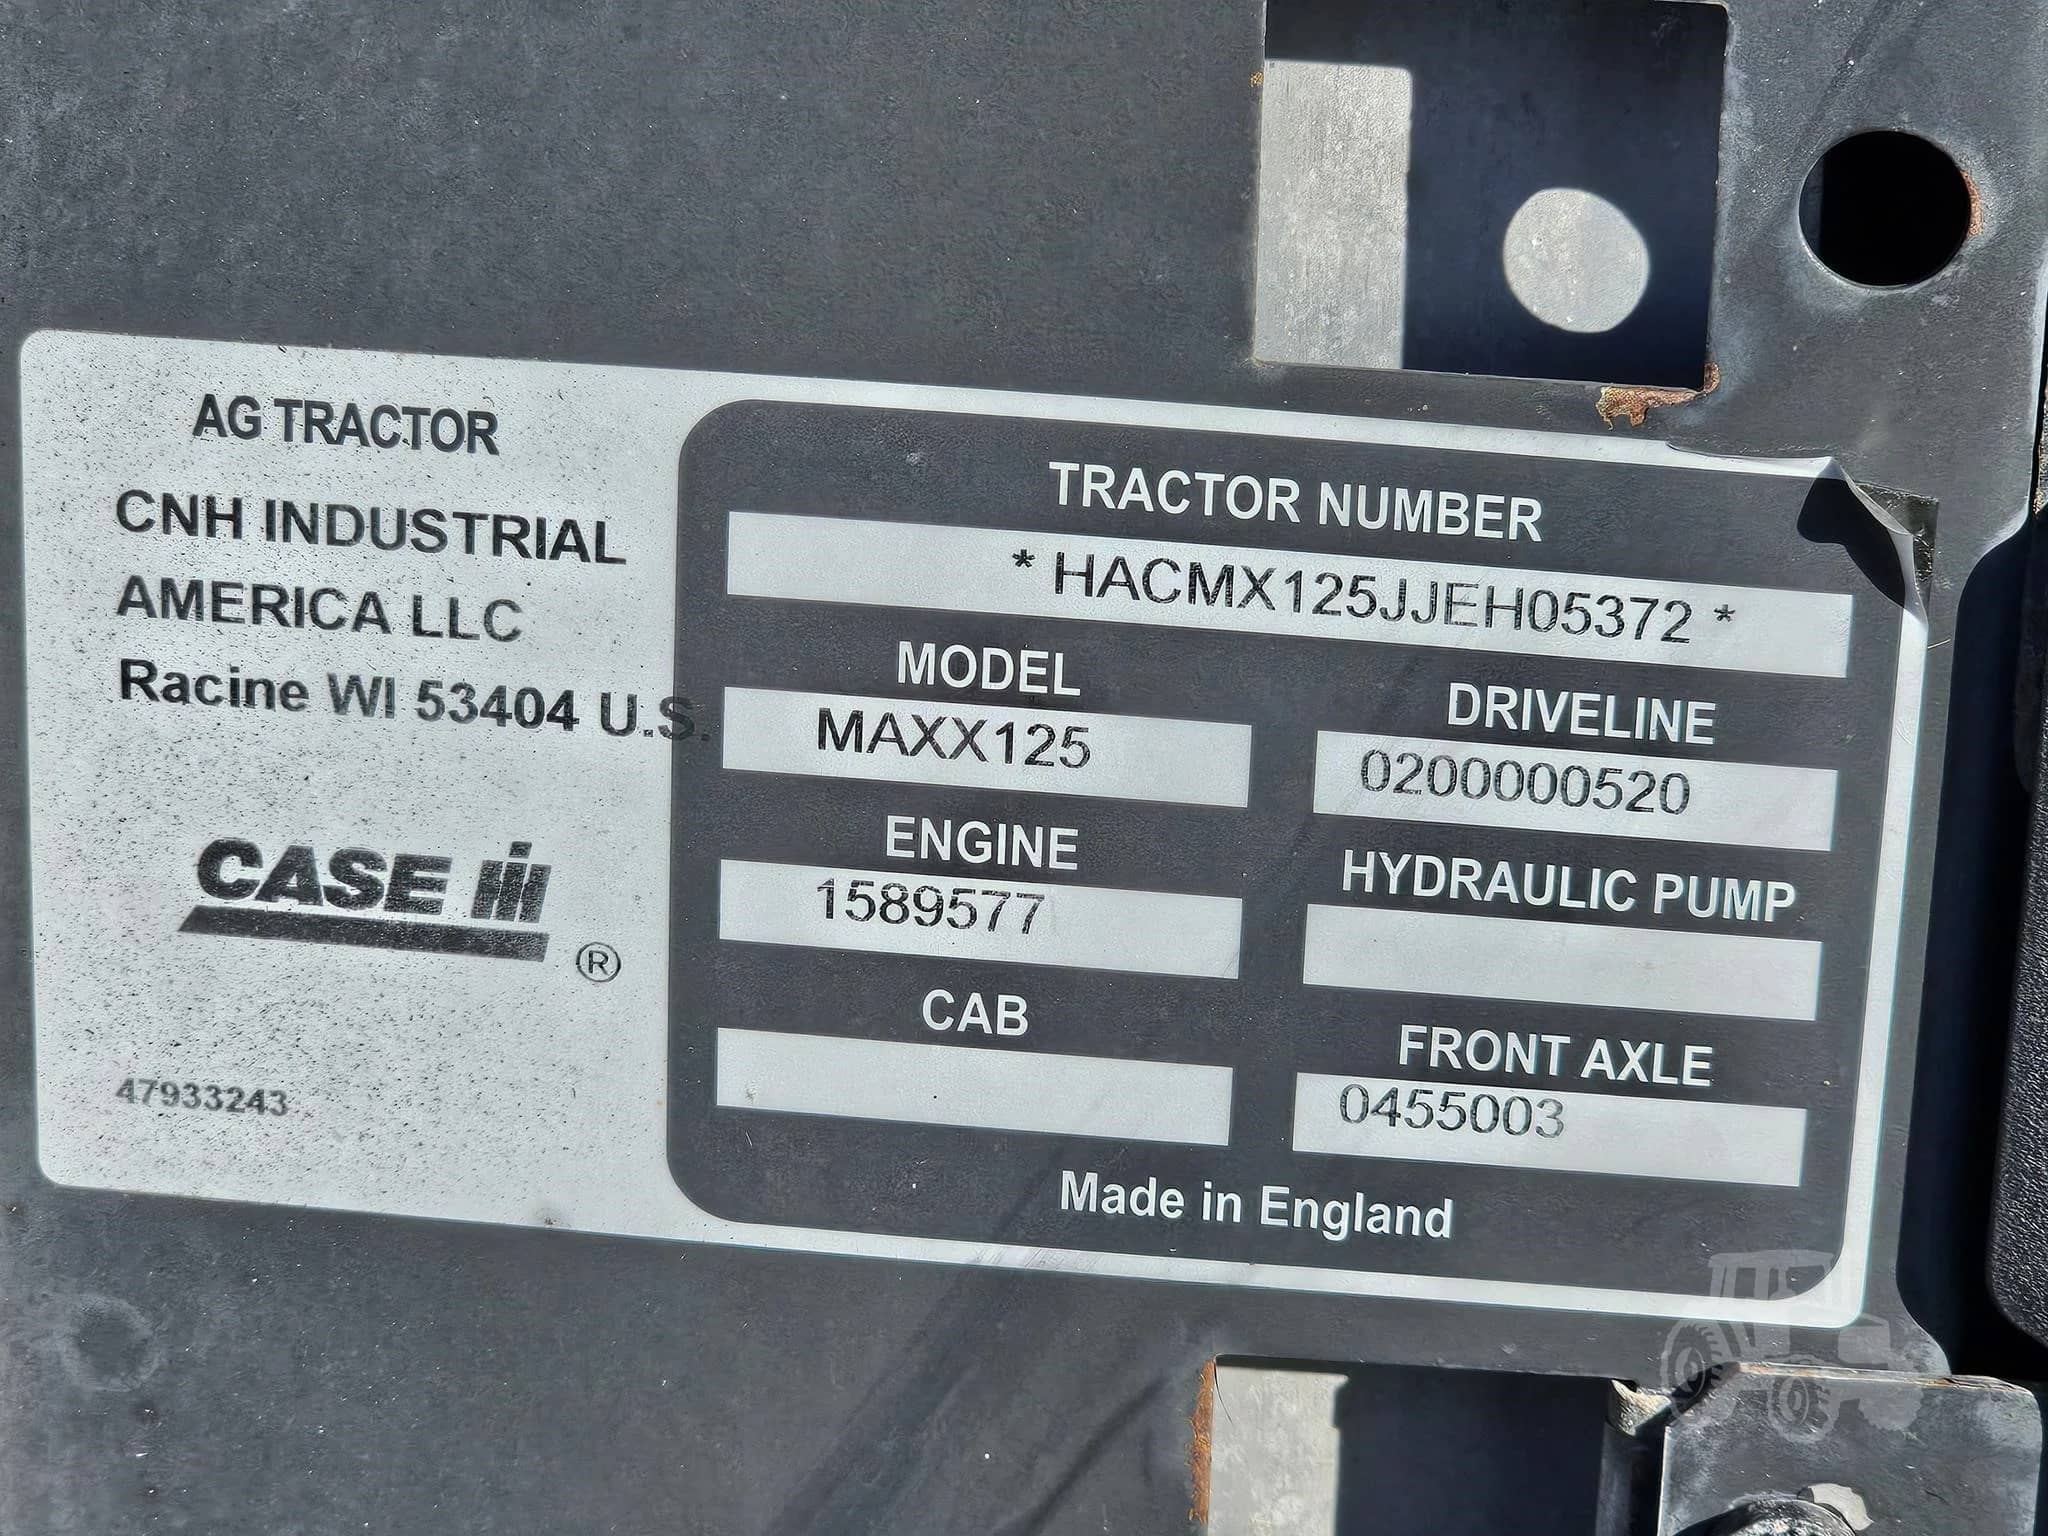 AG TRACTOR
CNH INDUSTRIAL
AMERICA LLC
Racine WI 53404 U.S.
CASE IH
®
47933243
TRACTOR NUMBER
* HACMX125JJEH05372 *
MODEL
MAXX125
DRIVELINE
0200000520
ENGINE
1589577
HYDRAULIC PUMP
CAB
FRONT AXLE
0455003
Made in England